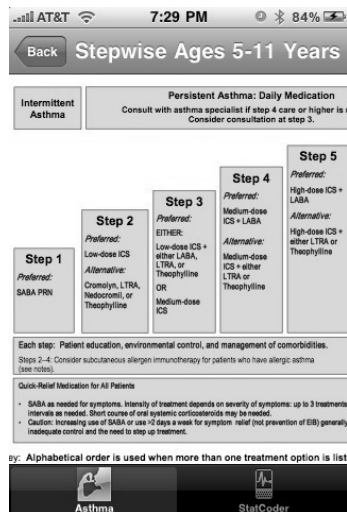 AT&T 7:29 PM 84%
Back Stepwise Ages 5-11 Years
Intermittent
Asthma
Persistent Asthma: Daily Medication
Consult with asthma specialist if step 4 care or higher is
Consider consultation at step 3.
Step 1
Preferred:
SABA PRN
Step 2
Preferred:
Low-dose ICS
Alternative:
Cromolyn, LTRA,
Nedocromil, or
Theophylline
Step 3
Preferred:
EITHER:
Low-dose ICS +
either LABA,
LTRA, or
Theophylline
OR
Medium-dose
ICS
Step 4
Preferred:
Medium-dose
ICS + LABA
Alternative:
Medium-dose
ICS + either
LTRA or
Theophylline
Step 5
Preferred:
High-dose ICS +
LABA
Alternative:
High-dose ICS +
either LTRA or
Theophylline
Each step: Patient education, environmental control, and management of comorbidities.
Steps 2–4: Consider subcutaneous allergen immunotherapy for patients who have allergic asthma
(see notes).
Quick-Relief Medication for All Patients
• SABA as needed for symptoms. Intensity of treatment depends on severity of symptoms: up to 3 treatments
intervals as needed. Short course of oral systemic corticosteroids may be needed.
• Caution: Increasing use of SABA or use >2 days a week for symptom relief (not prevention of EIB) generally
inadequate control and the need to step up treatment.
ey: Alphabetical order is used when more than one treatment option is list
Asthma StatCoder